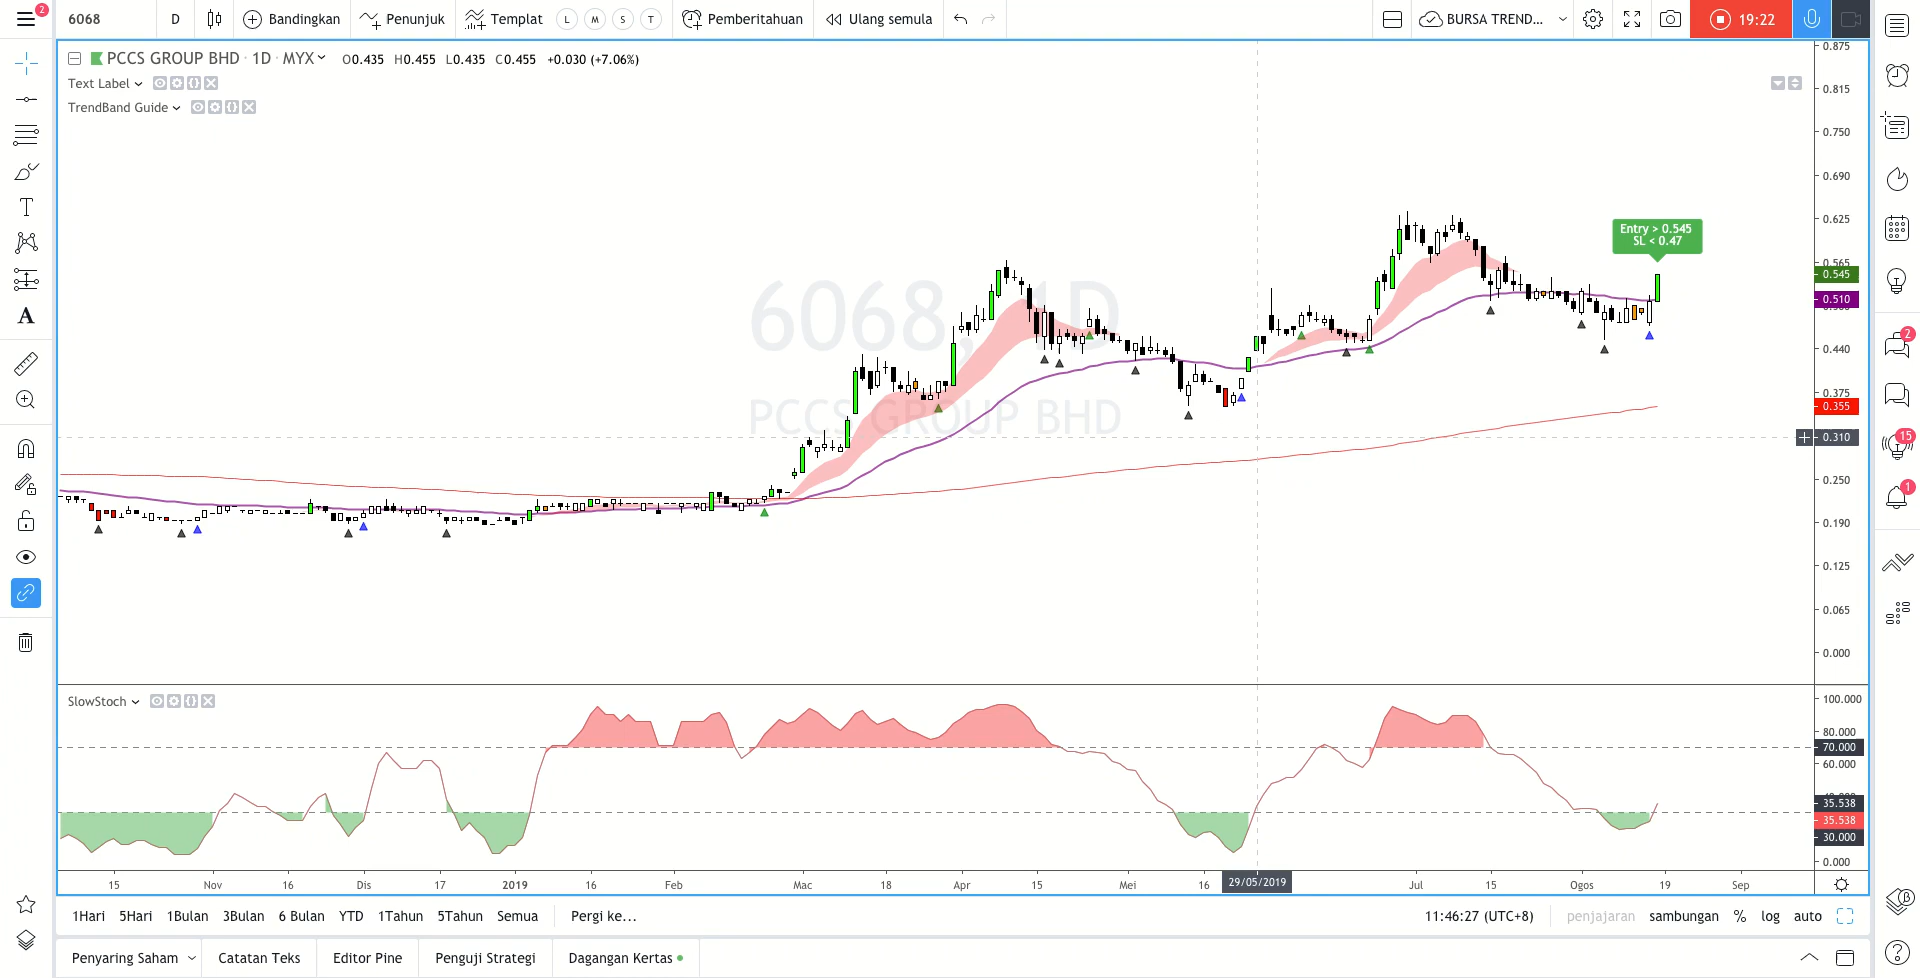 2
6068
D
Bandingkan
Penunjuk
Templat
L
M
S
T
Pemberitahuan
Ulang semula
BURSA TREND...
19:22
PCCS GROUP BHD · 1D · MYX
O0.435 H0.455 L0.435 C0.455 +0.030 (+7.06%)
Text Label
TrendBand Guide
6068, 1D
PCCS GROUP BHD
Entry > 0.545
SL < 0.47
0.875
0.815
0.750
0.690
0.625
0.565
0.545
0.510
0.440
0.375
0.355
0.310
0.250
0.190
0.125
0.065
0.000
SlowStoch
100.000
80.000
70.000
60.000
35.538
35.538
30.000
0.000
15
Nov
16
Dis
17
2019
16
Feb
Mac
18
Apr
15
Mei
16
29/05/2019
Jul
15
Ogos
19
Sep
1Hari
5Hari
1Bulan
3Bulan
6 Bulan
YTD
1Tahun
5Tahun
Semua
Pergi ke...
11:46:27 (UTC+8)
penjajaran
sambungan
%
log
auto
Penyaring Saham
Catatan Teks
Editor Pine
Penguji Strategi
Dagangan Kertas
2
15
1